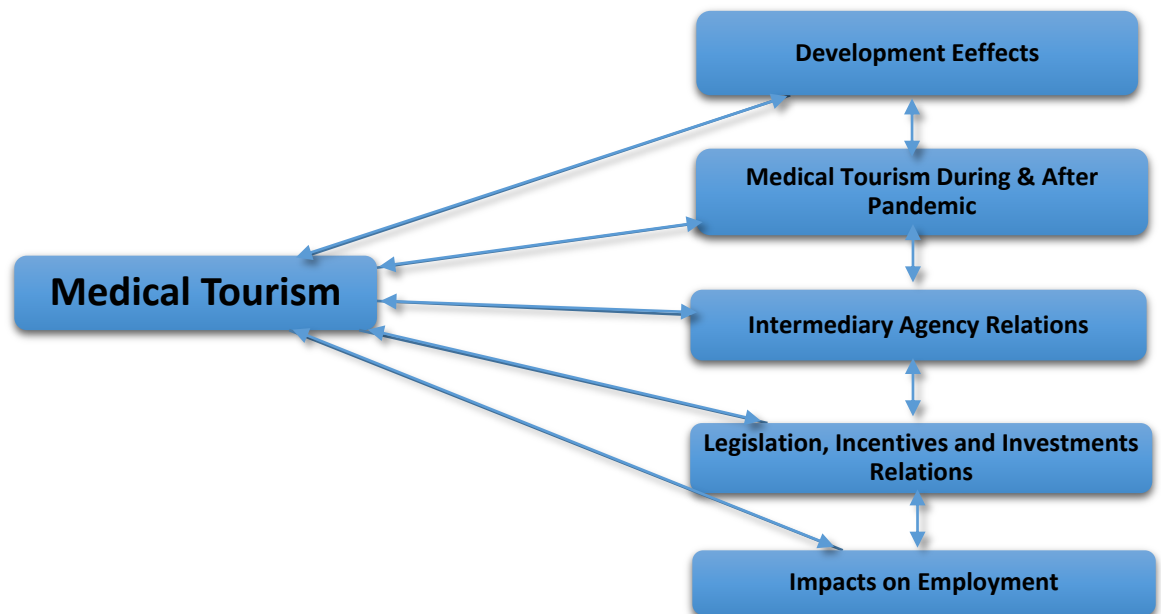 Development Eeffects
Medical Tourism During & After
Pandemic
Medical Tourism
Intermediary Agency Relations
Legislation, Incentives and Investments
Relations
Impacts on Employment